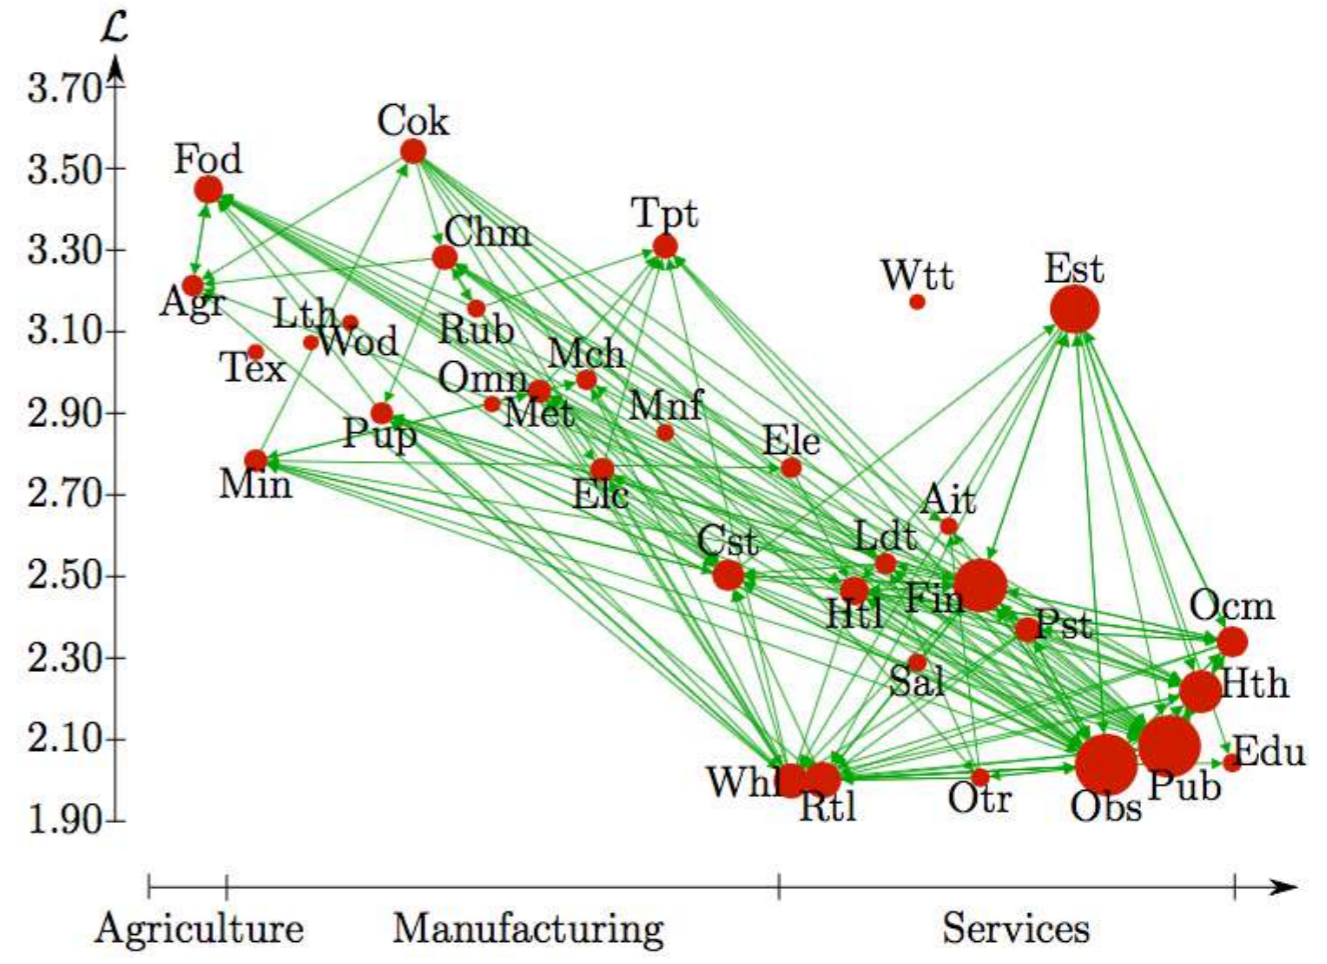 ℒ
3.70
Cok
Fod
3.50
Tpt
Chm
3.30
Wtt
Est
Agr
Lth
Rub
3.10
Wod
Tex
Mch
Omn
Met
Mnf
2.90
Pup
Ele
Min
Elc
2.70
Ait
Cst
Ldt
2.50
Htl
Fin
Pst
Ocm
2.30
Sal
Hth
2.10
Edu
Whl
Rtl
Otr
Obs
Pub
1.90
Agriculture Manufacturing Services